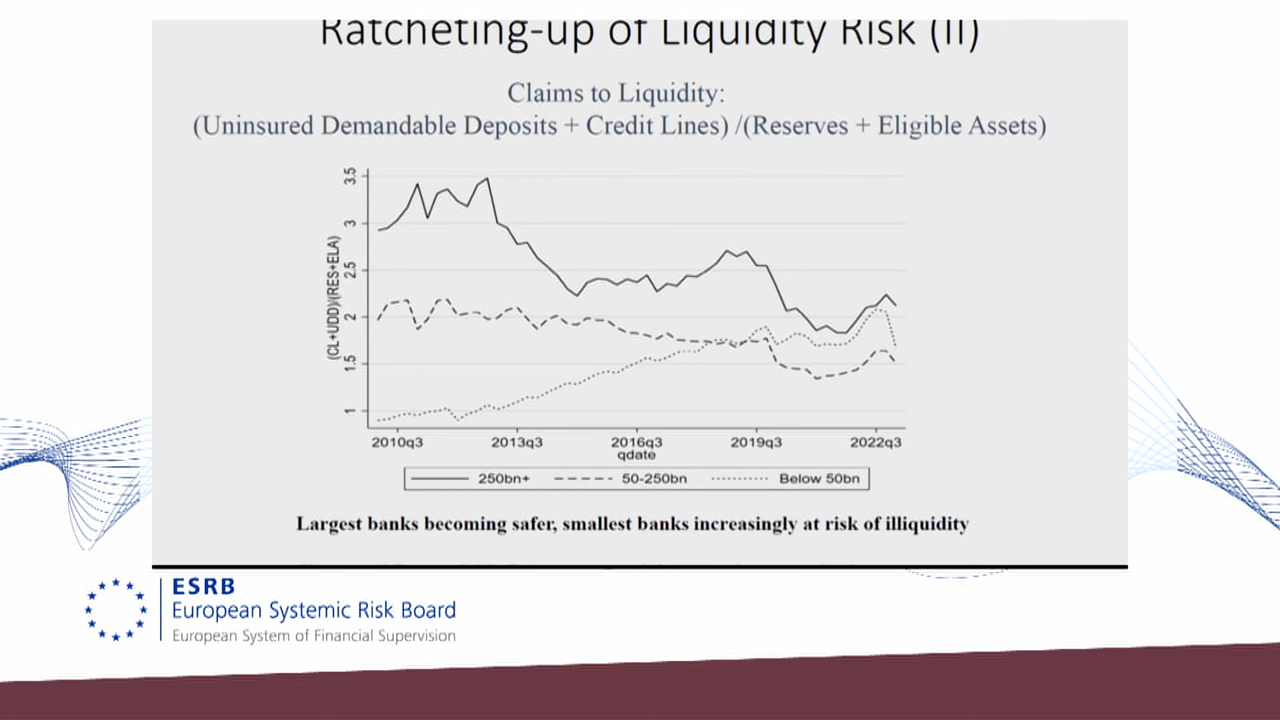 Ratcheting-up of Liquidity Risk (II)
Claims to Liquidity:
(Uninsured Demandable Deposits + Credit Lines) /(Reserves + Eligible Assets)
(CL+UDD)/(RES+ELA)
3.5
3
2.5
2
1.5
1
2010q3 2013q3 2016q3 2019q3 2022q3
qdate
250bn+ 50-250bn Below 50bn
Largest banks becoming safer, smallest banks increasingly at risk of illiquidity
ESRB
European Systemic Risk Board
European System of Financial Supervision